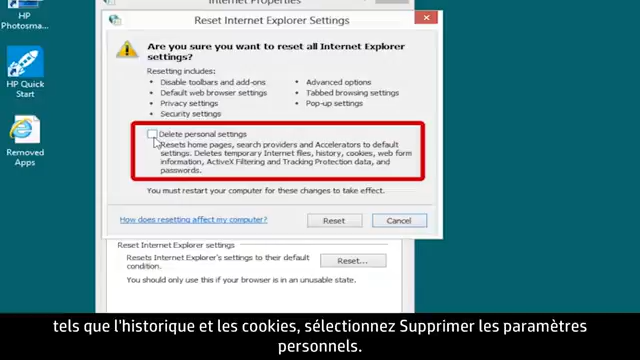 HP
Photosma...
HP Quick
Start
Removed
Apps
Internet Properties
Reset Internet Explorer Settings
Are you sure you want to reset all Internet Explorer
settings?
Resetting includes:
• Disable toolbars and add-ons
• Default web browser settings
• Privacy settings
• Security settings
• Advanced options
• Tabbed browsing settings
• Pop-up settings
Delete personal settings
Resets home pages, search providers and Accelerators to default
settings. Deletes temporary Internet files, history, cookies, web form
information, ActiveX Filtering and Tracking Protection data, and
passwords.
You must restart your computer for these changes to take effect.
How does resetting affect my computer?
Reset
Cancel
Reset Internet Explorer settings
Resets Internet Explorer's settings to their default
condition.
Reset...
You should only use this if your browser is in an unusable state.
tels que l'historique et les cookies, sélectionnez Supprimer les paramètres
personnels.